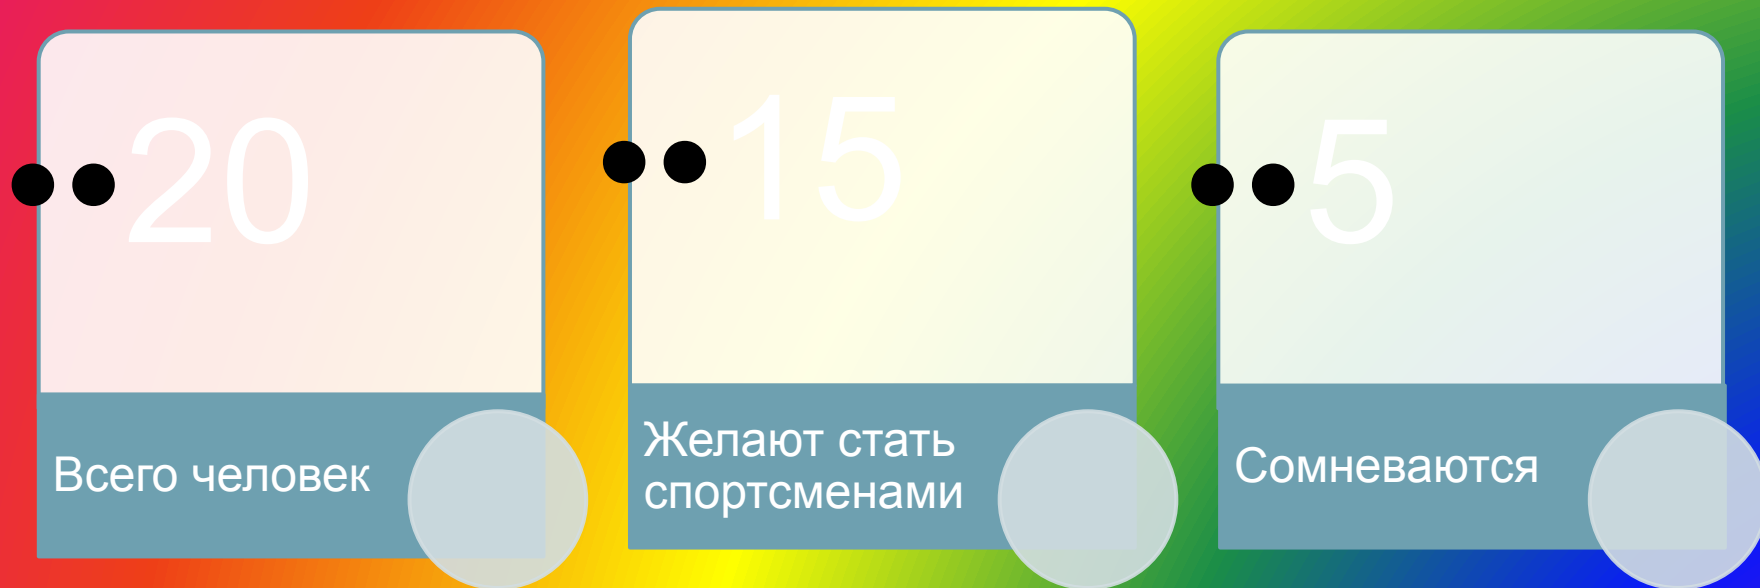 20
Всего человек
15
Желают стать
спортсменами
5
Сомневаются